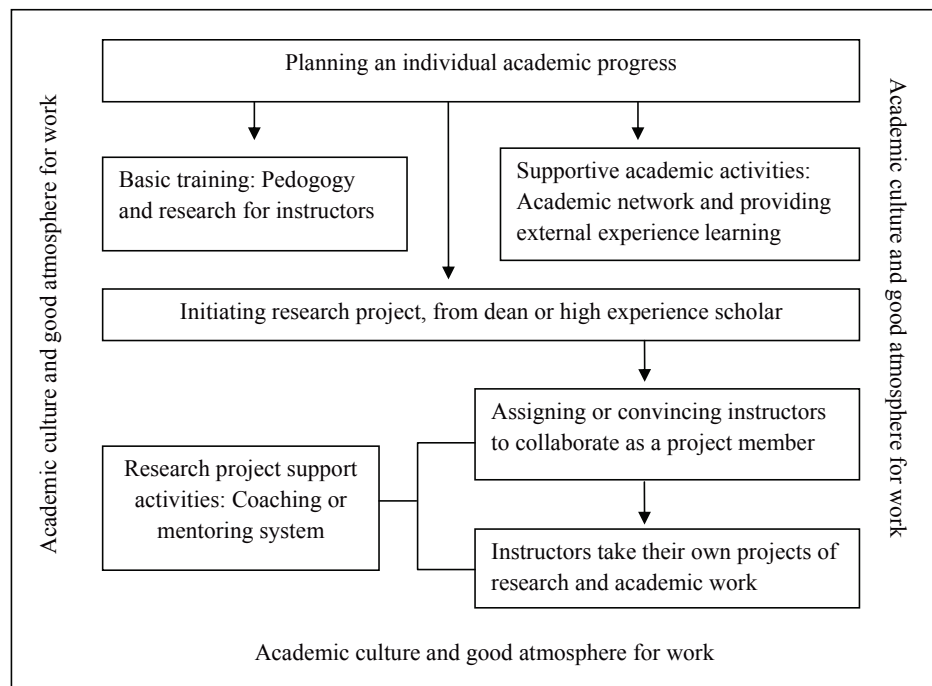 Planning an individual academic progress
Academic culture and good atmosphere for work
Academic culture and good atmosphere for work
Basic training: Pedogogy
and research for instructors
Supportive academic activities:
Academic network and providing
external experience learning
Initiating research project, from dean or high experience scholar
Assigning or convincing instructors
to collaborate as a project member
Research project support
activities: Coaching or
mentoring system
Instructors take their own projects of
research and academic work
Academic culture and good atmosphere for work